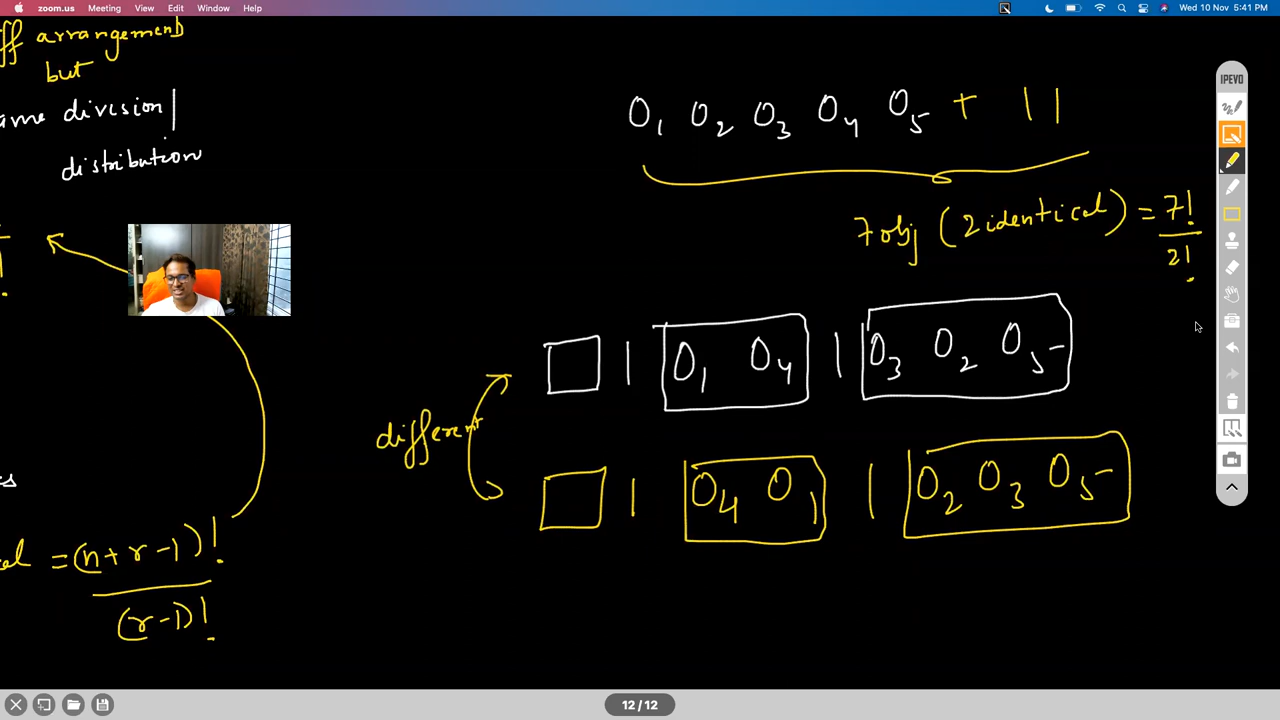 zoom.us Meeting View Edit Window Help Wed 10 Nov 5:41 PM
diff arrangement
but
same division |
distribution
O₁ O₂ O₃ O₄ O₅ + | |
7 obj (2 identical) = 7!
2!
IPEVO
!
□ | O₁ O₄ | O₃ O₂ O₅
different
□ | O₄ O₁ | O₂ O₃ O₅
s
al = (n+r-1)!
(r-1)!
12 / 12